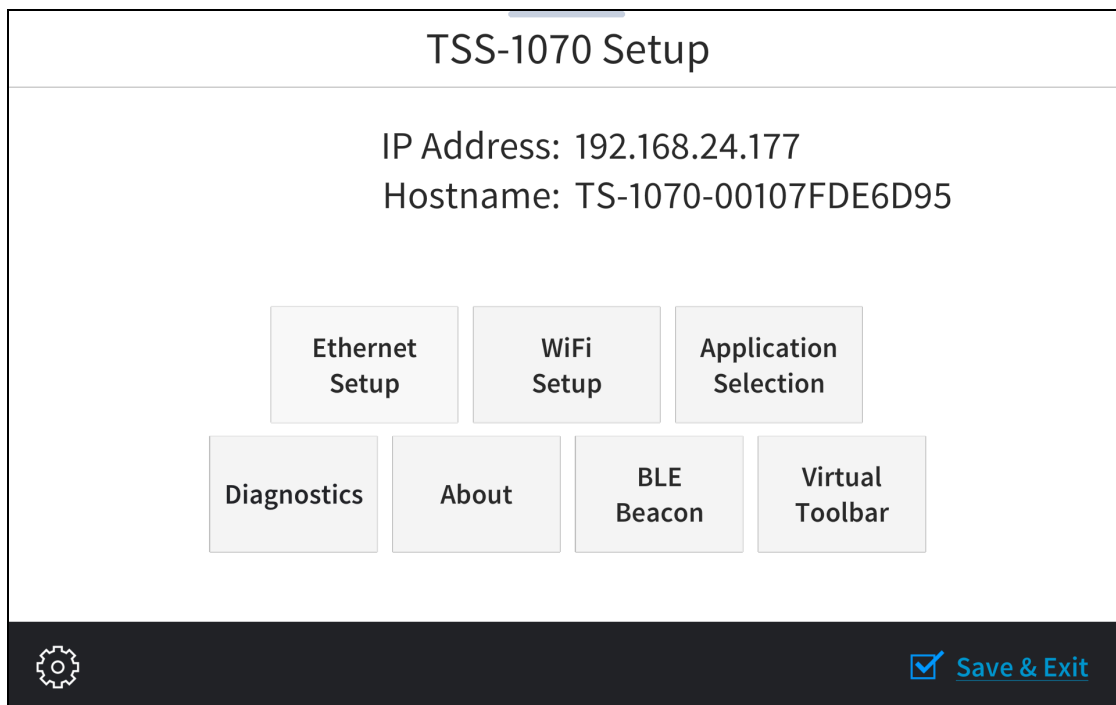 TSS-1070 Setup
IP Address: 192.168.24.177
Hostname: TS-1070-00107FDE6D95
Ethernet
Setup
WiFi
Setup
Application
Selection
Diagnostics
About
BLE
Beacon
Virtual
Toolbar
Save & Exit